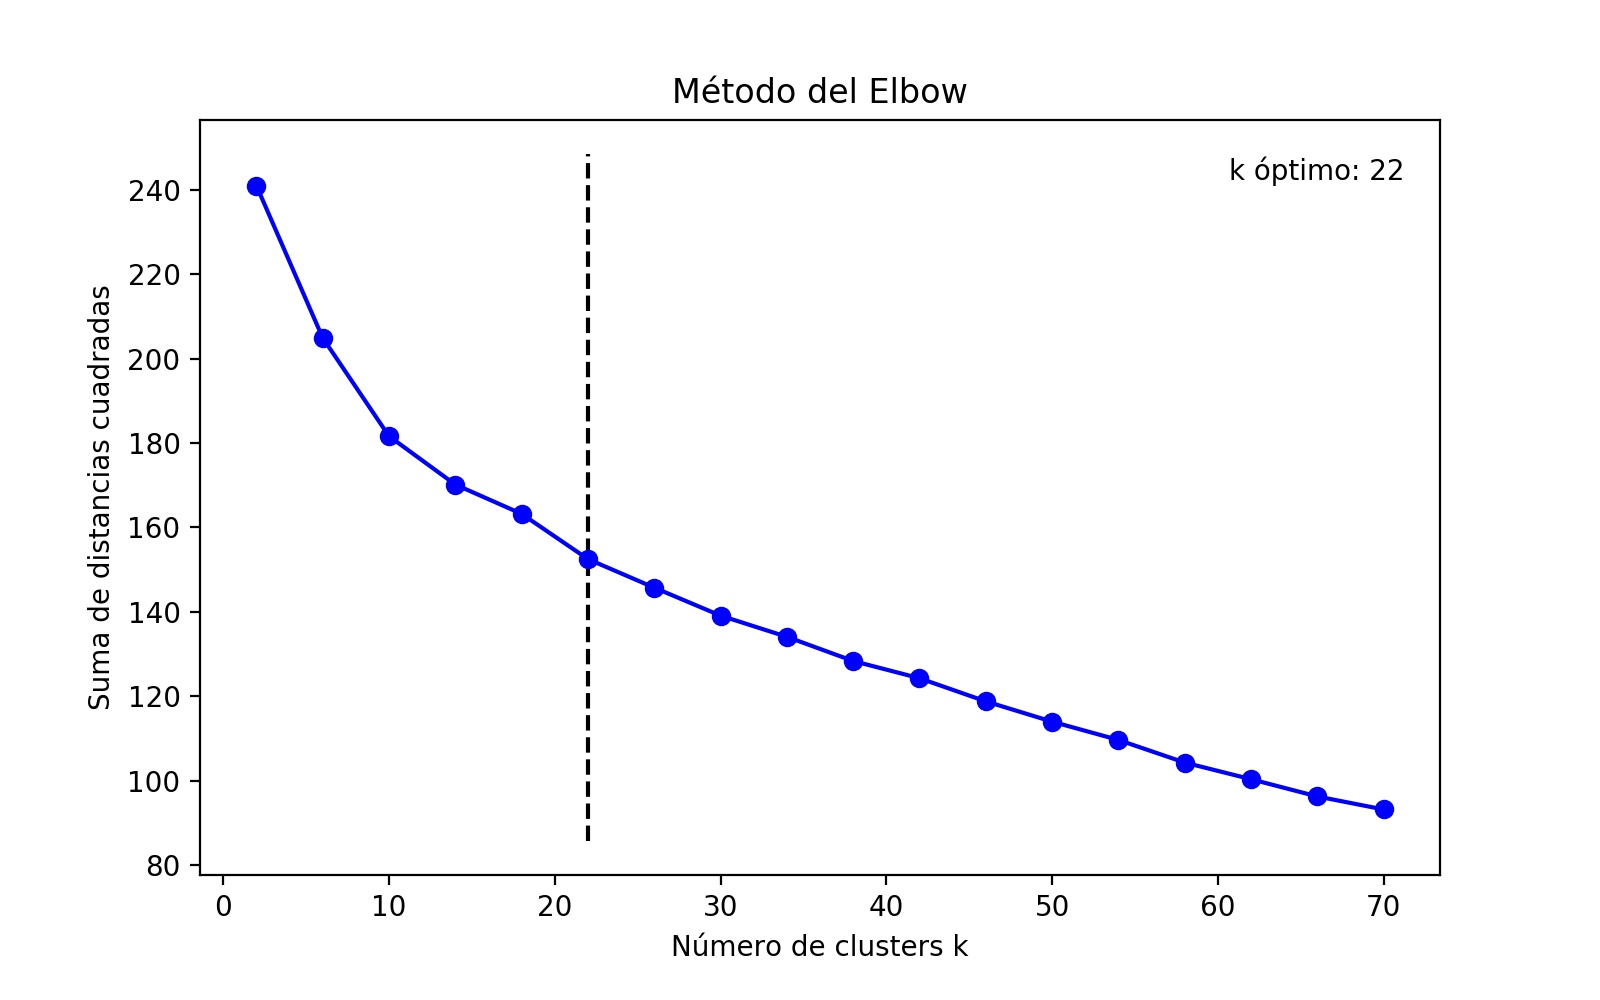 Método del Elbow
k óptimo: 22
Suma de distancias cuadradas
240
220
200
180
160
140
120
100
80
0 10 20 30 40 50 60 70
Número de clusters k